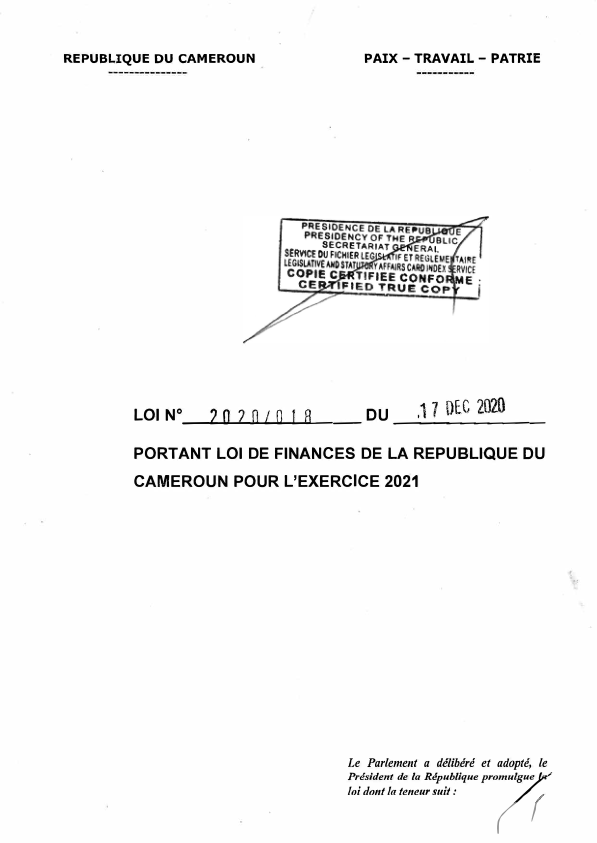 REPUBLIQUE DU CAMEROUN
---------------
PAIX – TRAVAIL – PATRIE
-----------
PRESIDENCE DE LA REPUBLIQUE
PRESIDENCY OF THE REPUBLIC
SECRETARIAT GENERAL
SERVICE DU FICHIER LEGISLATIF ET REGLEMENTAIRE
LEGISLATIVE AND STATUTORY AFFAIRS CARD INDEX SERVICE
COPIE CERTIFIEE CONFORME
CERTIFIED TRUE COPY
LOI N° 2020/018 DU 17 DEC 2020
PORTANT LOI DE FINANCES DE LA REPUBLIQUE DU
CAMEROUN POUR L'EXERCICE 2021
Le Parlement a délibéré et adopté, le
Président de la République promulgue la
loi dont la teneur suit :